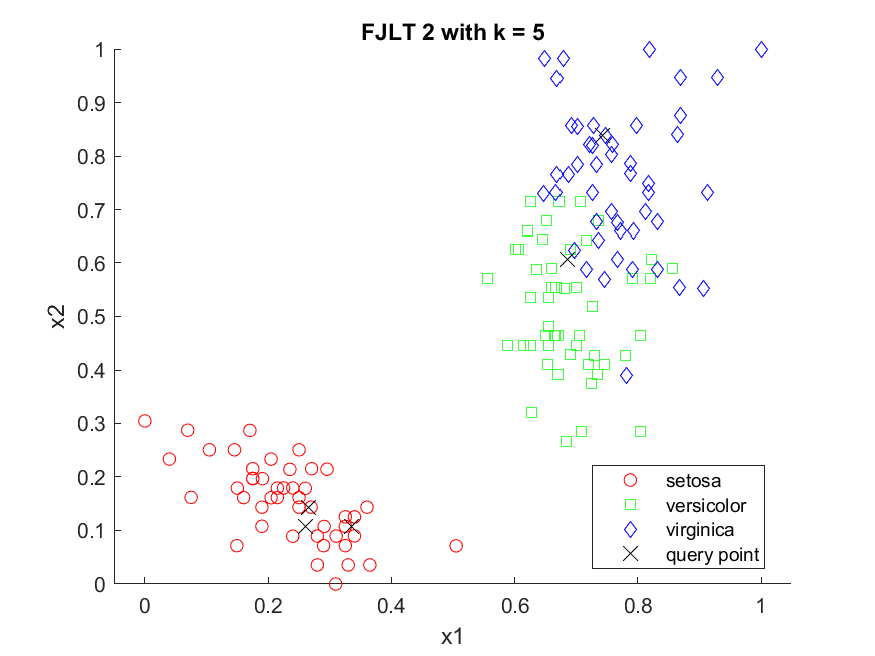 FJLT 2 with k = 5
1
0.9
0.8
0.7
0.6
0.5
0.4
0.3
0.2
0.1
0
x2
setosa
versicolor
virginica
query point
0 0.2 0.4 0.6 0.8 1
x1